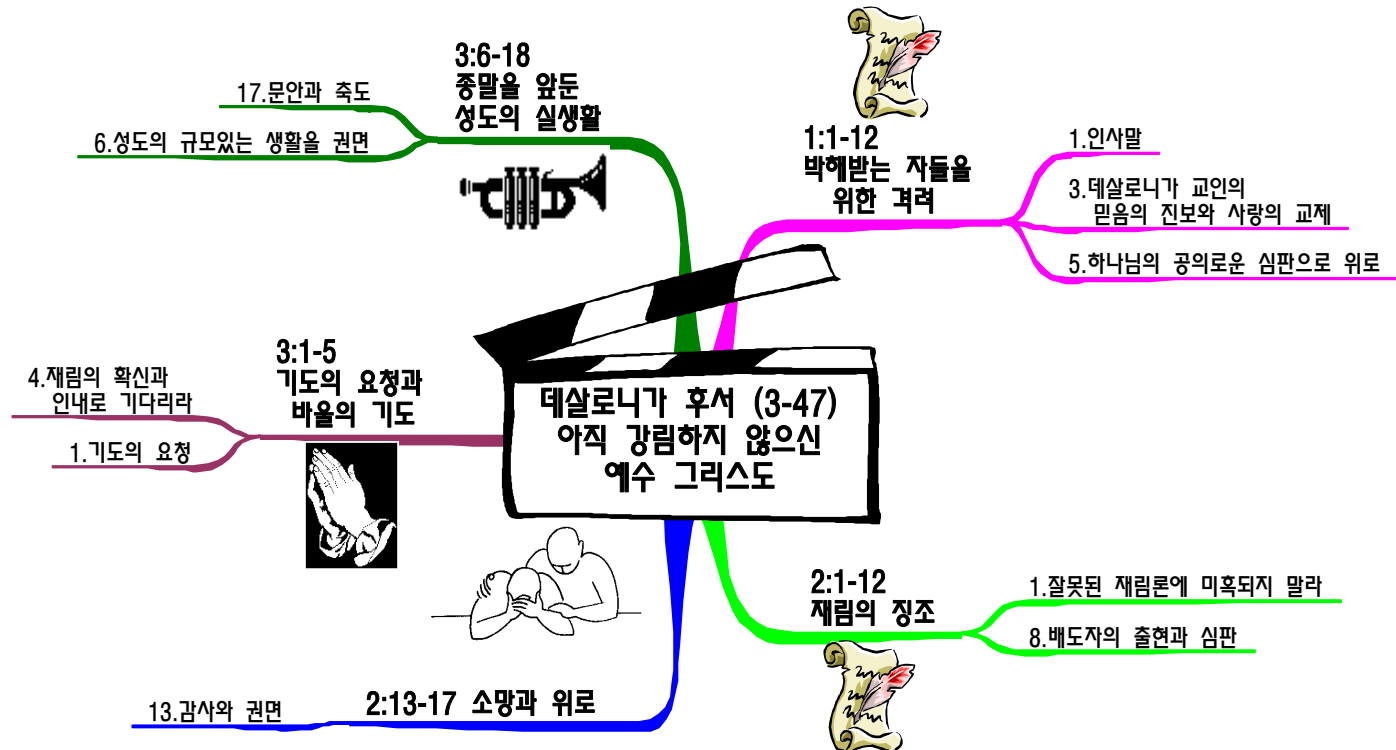 데살로니가 후서 (3-47)
아직 강림하지 않으신
예수 그리스도
1:1-12
박해받는 자들을
위한 격려
1.인사말
3.데살로니가 교인의
믿음의 진보와 사랑의 교제
5.하나님의 공의로운 심판으로 위로
2:1-12
재림의 징조
1.잘못된 재림론에 미혹되지 말라
8.배도자의 출현과 심판
2:13-17 소망과 위로
13.감사와 권면
3:1-5
기도의 요청과
바울의 기도
4.재림의 확신과
인내로 기다리라
1.기도의 요청
3:6-18
종말을 앞둔
성도의 실생활
17.문안과 축도
6.성도의 규모있는 생활을 권면